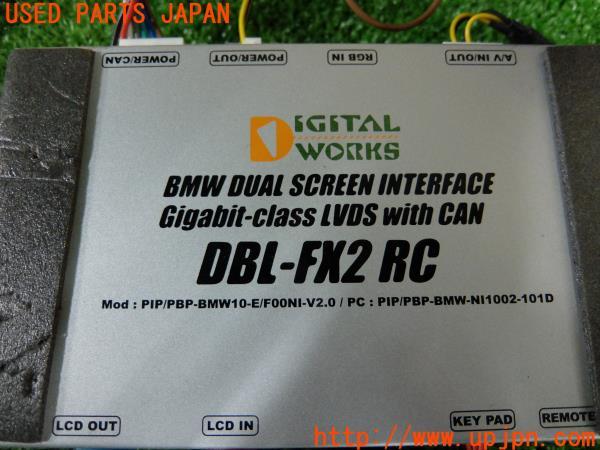 USED PARTS JAPAN
POWER/CAN POWER/OUT RGB IN A/V IN/OUT
DIGITAL
WORKS
BMW DUAL SCREEN INTERFACE
Gigabit-class LVDS with CAN
DBL-FX2 RC
Mod : PIP/PBP-BMW10-E/F00NI-V2.0 / PC : PIP/PBP-BMW-NI1002-101D
LCD OUT LCD IN KEY PAD REMOTE
http://www.upjpn.com